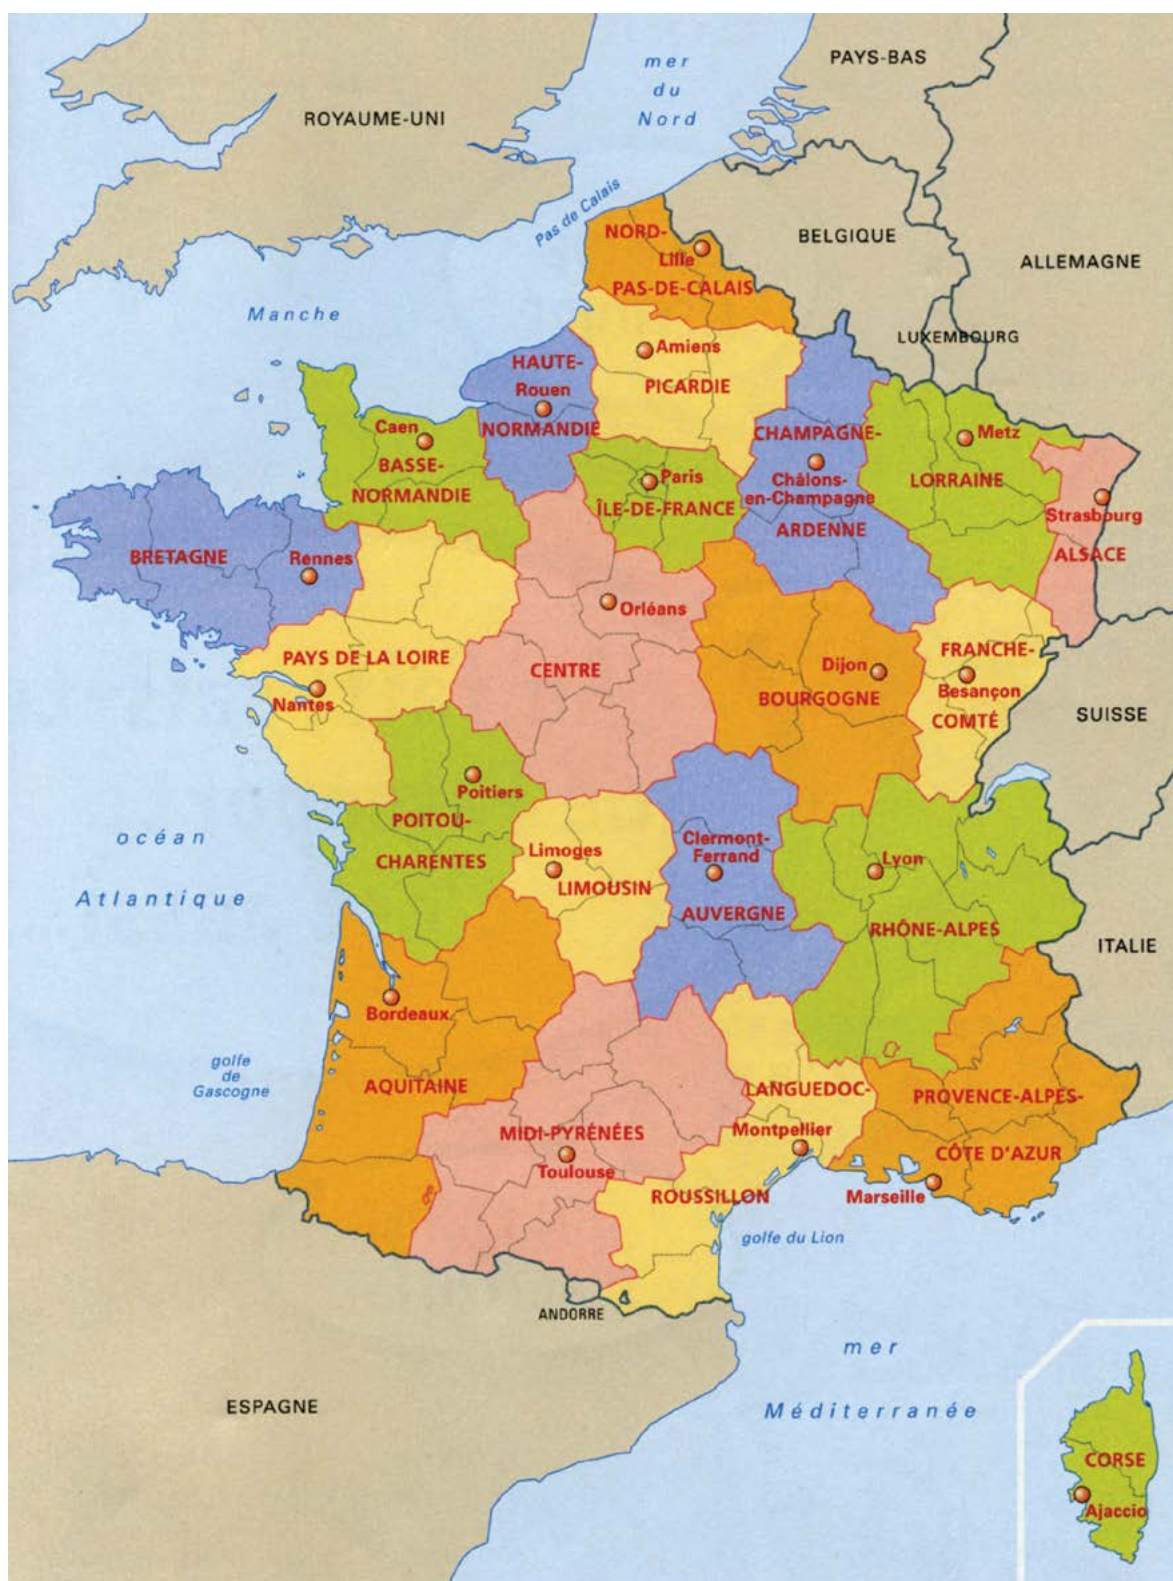 PAYS-BAS
mer
du
Nord
ROYAUME-UNI
Pas de Calais
BELGIQUE
ALLEMAGNE
NORD-
Lille
PAS-DE-CALAIS
Manche
LUXEMBOURG
Amiens
PICARDIE
HAUTE-
Rouen
NORMANDIE
Caen
BASSE-
NORMANDIE
CHAMPAGNE-
Châlons-
en-Champagne
ARDENNE
Metz
LORRAINE
Paris
ÎLE-DE-FRANCE
Strasbourg
ALSACE
BRETAGNE
Rennes
Orléans
PAYS DE LA LOIRE
Nantes
CENTRE
Dijon
BOURGOGNE
FRANCHE-
Besançon
COMTÉ
SUISSE
Poitiers
POITOU-
CHARENTES
océan
Atlantique
Limoges
LIMOUSIN
Clermont-
Ferrand
AUVERGNE
Lyon
RHÔNE-ALPES
ITALIE
Bordeaux
AQUITAINE
golfe
de
Gascogne
MIDI-PYRÉNÉES
Toulouse
LANGUEDOC-
Montpellier
ROUSSILLON
PROVENCE-ALPES-
CÔTE D'AZUR
Marseille
golfe du Lion
ANDORRE
ESPAGNE
mer
Méditerranée
CORSE
Ajaccio